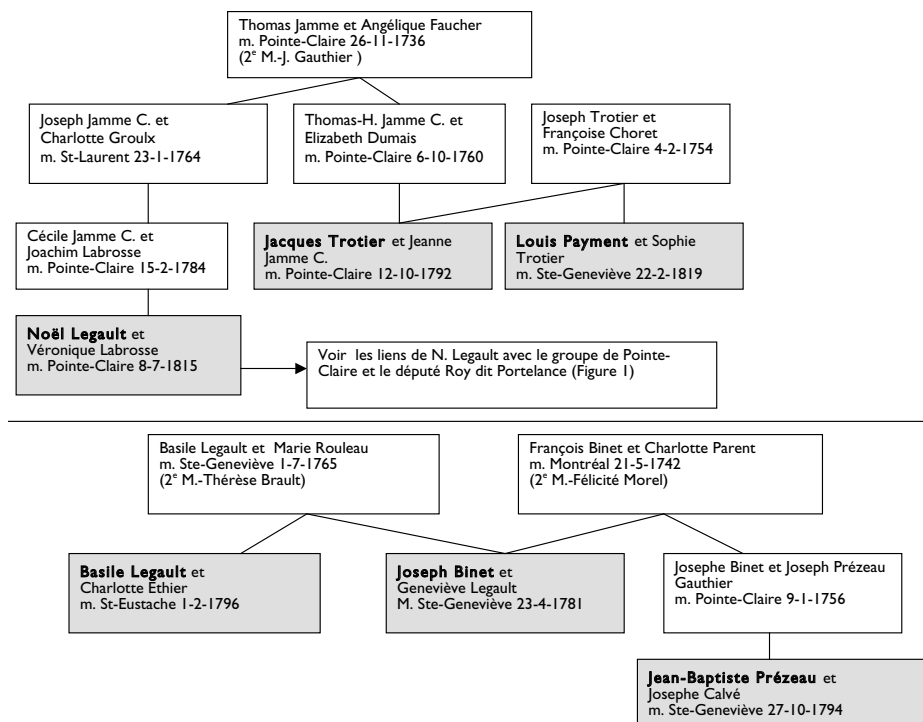 Thomas Jamme et Angélique Faucher
m. Pointe-Claire 26-11-1736
(2e M.-J. Gauthier )
Joseph Jamme C. et
Charlotte Groulx
m. St-Laurent 23-1-1764
Thomas-H. Jamme C. et
Elizabeth Dumais
m. Pointe-Claire 6-10-1760
Joseph Trotier et
Françoise Choret
m. Pointe-Claire 4-2-1754
Cécile Jamme C. et
Joachim Labrosse
m. Pointe-Claire 15-2-1784
Jacques Trotier et Jeanne
Jamme C.
m. Pointe-Claire 12-10-1792
Louis Payment et Sophie
Trotier
m. Ste-Geneviève 22-2-1819
Noël Legault et
Véronique Labrosse
m. Pointe-Claire 8-7-1815
Voir les liens de N. Legault avec le groupe de Pointe-
Claire et le député Roy dit Portelance (Figure 1)
Basile Legault et Marie Rouleau
m. Ste-Geneviève 1-7-1765
(2e M.-Thérèse Brault)
François Binet et Charlotte Parent
m. Montréal 21-5-1742
(2e M.-Félicité Morel)
Basile Legault et
Charlotte Ethier
m. St-Eustache 1-2-1796
Joseph Binet et
Geneviève Legault
M. Ste-Geneviève 23-4-1781
Josephe Binet et Joseph Prézeau
Gauthier
m. Pointe-Claire 9-1-1756
Jean-Baptiste Prézeau et
Josephe Calvé
m. Ste-Geneviève 27-10-1794